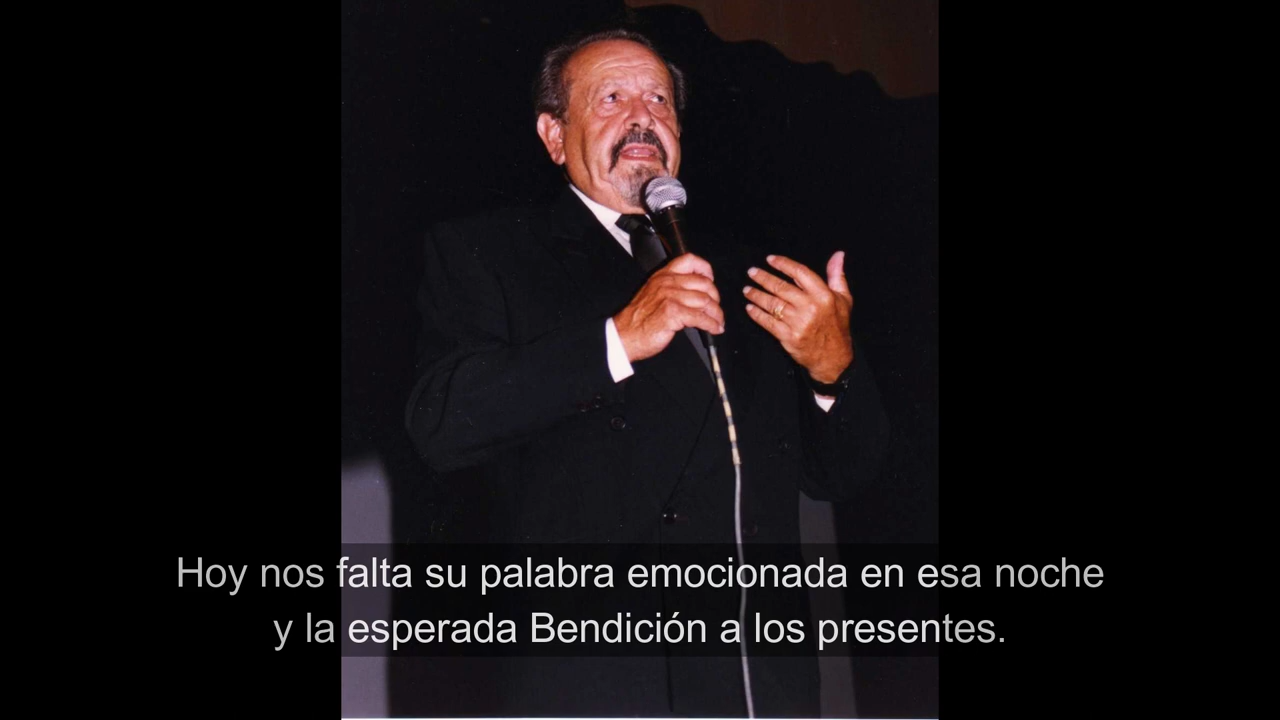 Hoy nos falta su palabra emocionada en esa noche
y la esperada Bendición a los presentes.